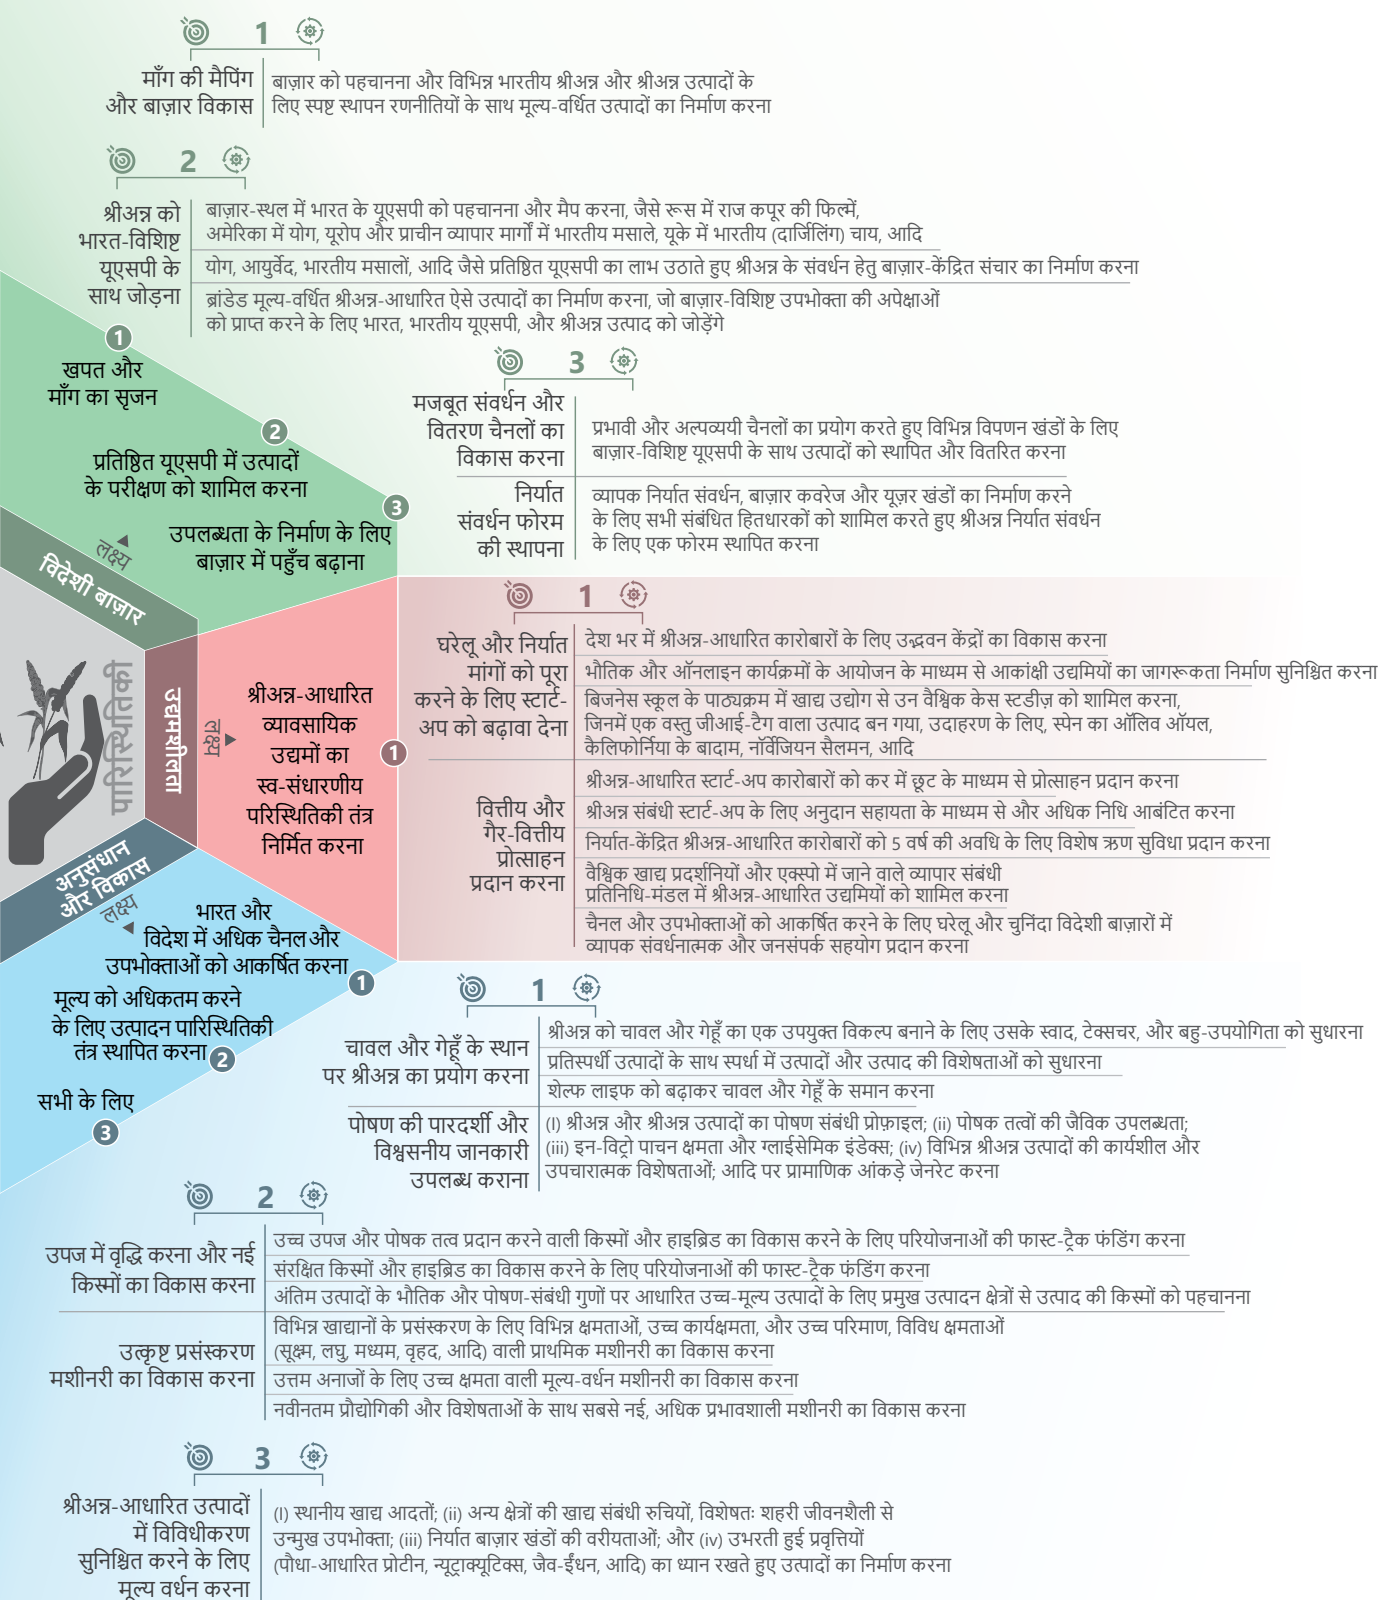 1
माँग की मैपिंग
और बाज़ार विकास
बाज़ार को पहचानना और विभिन्न भारतीय श्रीअन्न और श्रीअन्न उत्पादों के
लिए स्पष्ट स्थापन रणनीतियों के साथ मूल्य-वर्धित उत्पादों का निर्माण करना
2
श्रीअन्न को
भारत-विशिष्ट
यूएसपी के
साथ जोड़ना
बाज़ार-स्थल में भारत के यूएसपी को पहचानना और मैप करना, जैसे रूस में राज कपूर की फिल्में,
अमेरिका में योग, यूरोप और प्राचीन व्यापार मार्गों में भारतीय मसाले, यूके में भारतीय (दार्जिलिंग) चाय, आदि
योग, आयुर्वेद, भारतीय मसालों, आदि जैसे प्रतिष्ठित यूएसपी का लाभ उठाते हुए श्रीअन्न के संवर्धन हेतु बाज़ार-केंद्रित संचार का निर्माण करना
ब्रांडेड मूल्य-वर्धित श्रीअन्न-आधारित ऐसे उत्पादों का निर्माण करना, जो बाज़ार-विशिष्ट उपभोक्ता की अपेक्षाओं
को प्राप्त करने के लिए भारत, भारतीय यूएसपी, और श्रीअन्न उत्पाद को जोड़ेंगे
1
खपत और
माँग का सृजन
2
प्रतिष्ठित यूएसपी में उत्पादों
के परीक्षण को शामिल करना
3
उपलब्धता के निर्माण के लिए
बाज़ार में पहुँच बढ़ाना
लक्ष्य
विदेशी बाज़ार
3
मजबूत संवर्धन और
वितरण चैनलों का
विकास करना
प्रभावी और अल्पव्ययी चैनलों का प्रयोग करते हुए विभिन्न विपणन खंडों के लिए
बाज़ार-विशिष्ट यूएसपी के साथ उत्पादों को स्थापित और वितरित करना
निर्यात
संवर्धन फोरम
की स्थापना
व्यापक निर्यात संवर्धन, बाज़ार कवरेज और यूज़र खंडों का निर्माण करने
के लिए सभी संबंधित हितधारकों को शामिल करते हुए श्रीअन्न निर्यात संवर्धन
के लिए एक फोरम स्थापित करना
पारिस्थितिकी
उद्यमशीलता
लक्ष्य
श्रीअन्न-आधारित
व्यावसायिक
उद्यमों का
स्व-संधारणीय
परिस्थितिकी तंत्र
निर्मित करना
1
1
घरेलू और निर्यात
मांगों को पूरा
करने के लिए स्टार्ट-
अप को बढ़ावा देना
देश भर में श्रीअन्न-आधारित कारोबारों के लिए उद्भवन केंद्रों का विकास करना
भौतिक और ऑनलाइन कार्यक्रमों के आयोजन के माध्यम से आकांक्षी उद्यमियों का जागरूकता निर्माण सुनिश्चित करना
बिजनेस स्कूल के पाठ्यक्रम में खाद्य उद्योग से उन वैश्विक केस स्टडीज़ को शामिल करना,
जिनमें एक वस्तु जीआई-टैग वाला उत्पाद बन गया, उदाहरण के लिए, स्पेन का ऑलिव ऑयल,
कैलिफोर्निया के बादाम, नॉर्वेजियन सैलमन, आदि
वित्तीय और
गैर-वित्तीय
प्रोत्साहन
प्रदान करना
श्रीअन्न-आधारित स्टार्ट-अप कारोबारों को कर में छूट के माध्यम से प्रोत्साहन प्रदान करना
श्रीअन्न संबंधी स्टार्ट-अप के लिए अनुदान सहायता के माध्यम से और अधिक निधि आबंटित करना
निर्यात-केंद्रित श्रीअन्न-आधारित कारोबारों को 5 वर्ष की अवधि के लिए विशेष ऋण सुविधा प्रदान करना
वैश्विक खाद्य प्रदर्शनियों और एक्स्पो में जाने वाले व्यापार संबंधी
प्रतिनिधि-मंडल में श्रीअन्न-आधारित उद्यमियों को शामिल करना
चैनल और उपभोक्ताओं को आकर्षित करने के लिए घरेलू और चुनिंदा विदेशी बाज़ारों में
व्यापक संवर्धनात्मक और जनसंपर्क सहयोग प्रदान करना
अनुसंधान
और विकास
लक्ष्य
भारत और
विदेश में अधिक चैनल और
उपभोक्ताओं को आकर्षित करना
1
मूल्य को अधिकतम करने
के लिए उत्पादन पारिस्थितिकी
तंत्र स्थापित करना
2
सभी के लिए
3
1
चावल और गेहूँ के स्थान
पर श्रीअन्न का प्रयोग करना
श्रीअन्न को चावल और गेहूँ का एक उपयुक्त विकल्प बनाने के लिए उसके स्वाद, टेक्सचर, और बहु-उपयोगिता को सुधारना
प्रतिस्पर्धी उत्पादों के साथ स्पर्धा में उत्पादों और उत्पाद की विशेषताओं को सुधारना
शेल्फ लाइफ को बढ़ाकर चावल और गेहूँ के समान करना
पोषण की पारदर्शी और
विश्वसनीय जानकारी
उपलब्ध कराना
(l) श्रीअन्न और श्रीअन्न उत्पादों का पोषण संबंधी प्रोफ़ाइल; (ii) पोषक तत्वों की जैविक उपलब्धता;
(iii) इन-विट्रो पाचन क्षमता और ग्लाईसेमिक इंडेक्स; (iv) विभिन्न श्रीअन्न उत्पादों की कार्यशील और
उपचारात्मक विशेषताओं; आदि पर प्रामाणिक आंकड़े जेनरेट करना
2
उपज में वृद्धि करना और नई
किस्मों का विकास करना
उच्च उपज और पोषक तत्व प्रदान करने वाली किस्मों और हाइब्रिड का विकास करने के लिए परियोजनाओं की फास्ट-ट्रैक फंडिंग करना
संरक्षित किस्मों और हाइब्रिड का विकास करने के लिए परियोजनाओं की फास्ट-ट्रैक फंडिंग करना
अंतिम उत्पादों के भौतिक और पोषण-संबंधी गुणों पर आधारित उच्च-मूल्य उत्पादों के लिए प्रमुख उत्पादन क्षेत्रों से उत्पाद की किस्मों को पहचानना
उत्कृष्ट प्रसंस्करण
मशीनरी का विकास करना
विभिन्न खाद्यानों के प्रसंस्करण के लिए विभिन्न क्षमताओं, उच्च कार्यक्षमता, और उच्च परिमाण, विविध क्षमताओं
(सूक्ष्म, लघु, मध्यम, वृहद, आदि) वाली प्राथमिक मशीनरी का विकास करना
उत्तम अनाजों के लिए उच्च क्षमता वाली मूल्य-वर्धन मशीनरी का विकास करना
नवीनतम प्रौद्योगिकी और विशेषताओं के साथ सबसे नई, अधिक प्रभावशाली मशीनरी का विकास करना
3
श्रीअन्न-आधारित उत्पादों
में विविधीकरण
सुनिश्चित करने के लिए
मूल्य वर्धन करना
(l) स्थानीय खाद्य आदतों; (ii) अन्य क्षेत्रों की खाद्य संबंधी रुचियों, विशेषतः शहरी जीवनशैली से
उन्मुख उपभोक्ता; (iii) निर्यात बाज़ार खंडों की वरीयताओं; और (iv) उभरती हुई प्रवृत्तियों
(पौधा-आधारित प्रोटीन, न्यूट्राक्यूटिक्स, जैव-ईंधन, आदि) का ध्यान रखते हुए उत्पादों का निर्माण करना